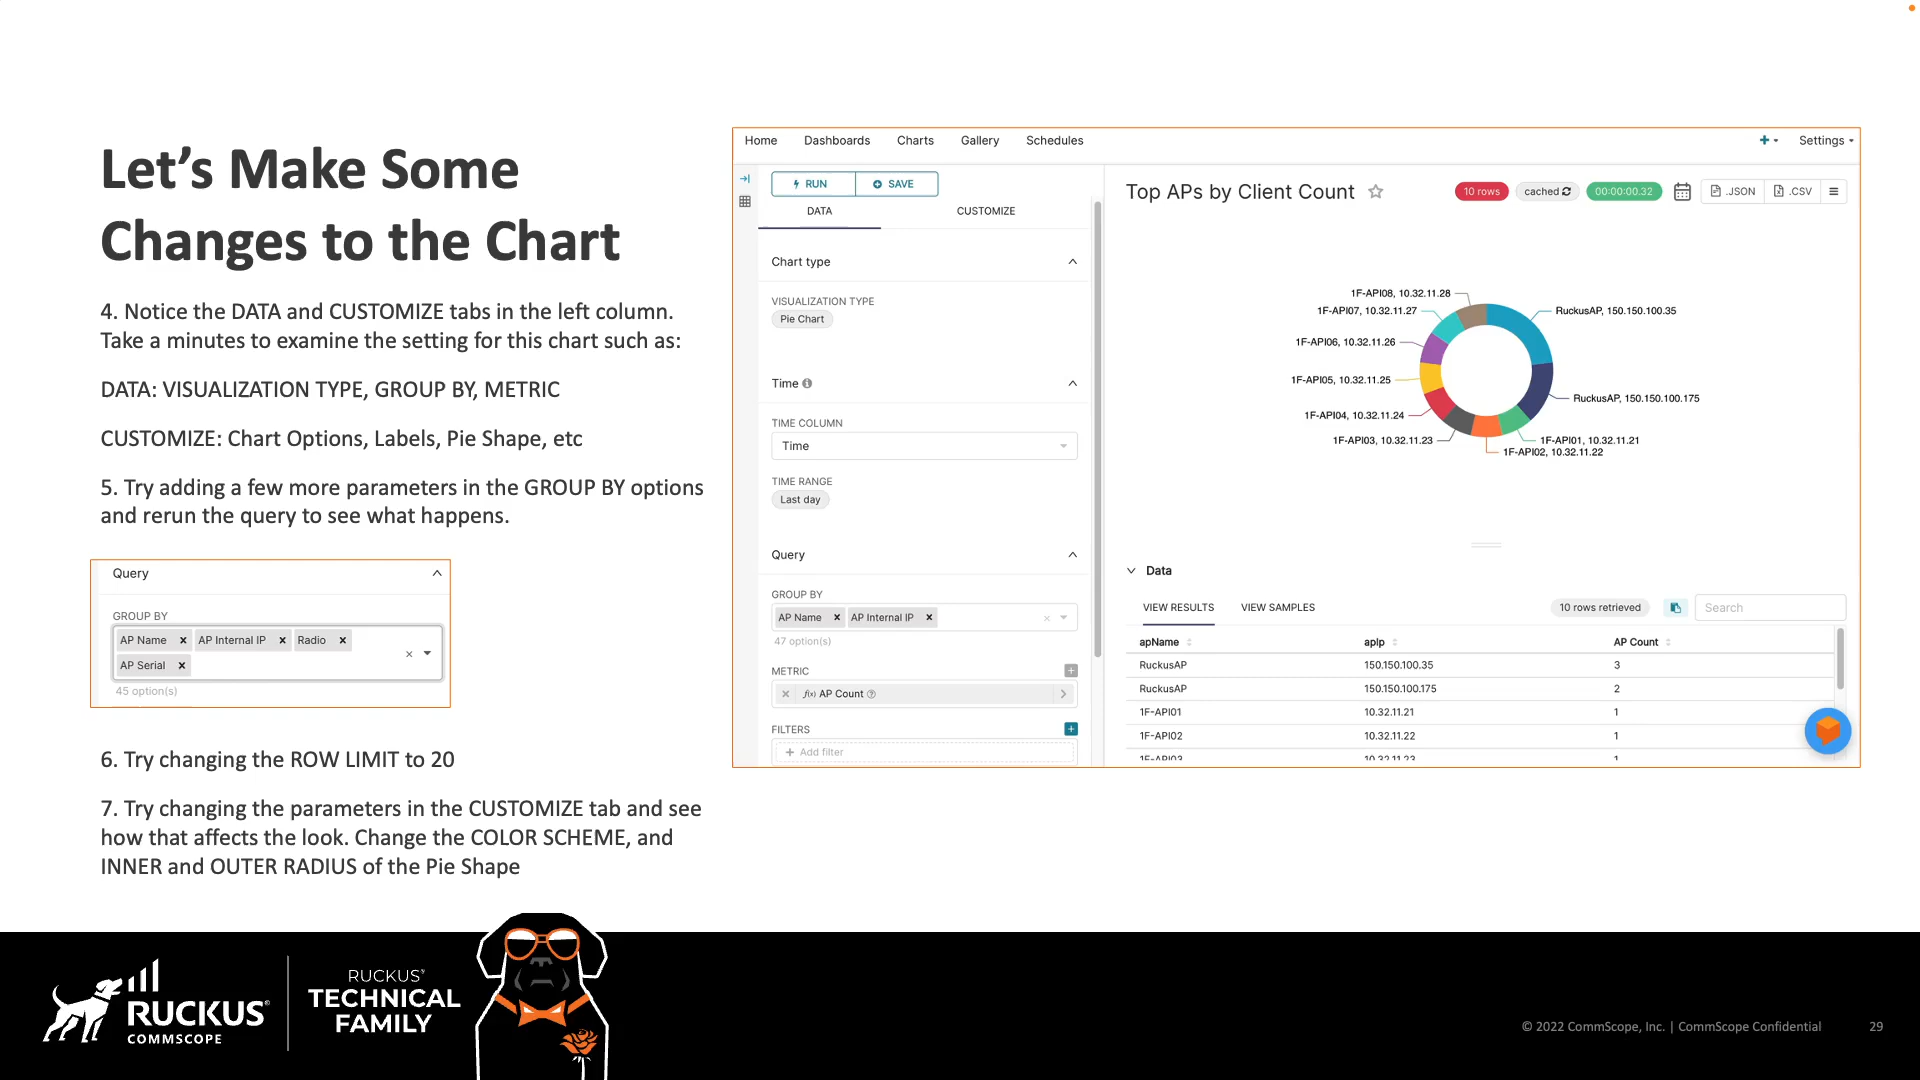 Let's Make Some
Changes to the Chart
4. Notice the DATA and CUSTOMIZE tabs in the left column.
Take a minutes to examine the setting for this chart such as:
DATA: VISUALIZATION TYPE, GROUP BY, METRIC
CUSTOMIZE: Chart Options, Labels, Pie Shape, etc
5. Try adding a few more parameters in the GROUP BY options
and rerun the query to see what happens.
Query
GROUP BY
AP Name × AP Internal IP × Radio ×
AP Serial ×
45 option(s)
6. Try changing the ROW LIMIT to 20
7. Try changing the parameters in the CUSTOMIZE tab and see
how that affects the look. Change the COLOR SCHEME, and
INNER and OUTER RADIUS of the Pie Shape
Home Dashboards Charts Gallery Schedules + Settings
RUN SAVE
DATA CUSTOMIZE
Chart type
VISUALIZATION TYPE
Pie Chart
Time
TIME COLUMN
Time
TIME RANGE
Last day
Query
GROUP BY
AP Name × AP Internal IP ×
47 option(s)
METRIC
× f(x) AP Count
FILTERS
+ Add filter
Top APs by Client Count
10 rows cached 00:00:00.32 .JSON .CSV
1F-API08, 10.32.11.28
1F-API07, 10.32.11.27
1F-API06, 10.32.11.26
1F-API05, 10.32.11.25
1F-API04, 10.32.11.24
1F-API03, 10.32.11.23
RuckusAP, 150.150.100.35
RuckusAP, 150.150.100.175
1F-API01, 10.32.11.21
1F-API02, 10.32.11.22
Data
VIEW RESULTS VIEW SAMPLES 10 rows retrieved Search
apName apIp AP Count
RuckusAP 150.150.100.35 3
RuckusAP 150.150.100.175 2
1F-API01 10.32.11.21 1
1F-API02 10.32.11.22 1
1F-API03 10.32.11.23 1
RUCKUS®
COMMSCOPE
RUCKUS®
TECHNICAL
FAMILY
© 2022 CommScope, Inc. | CommScope Confidential 29